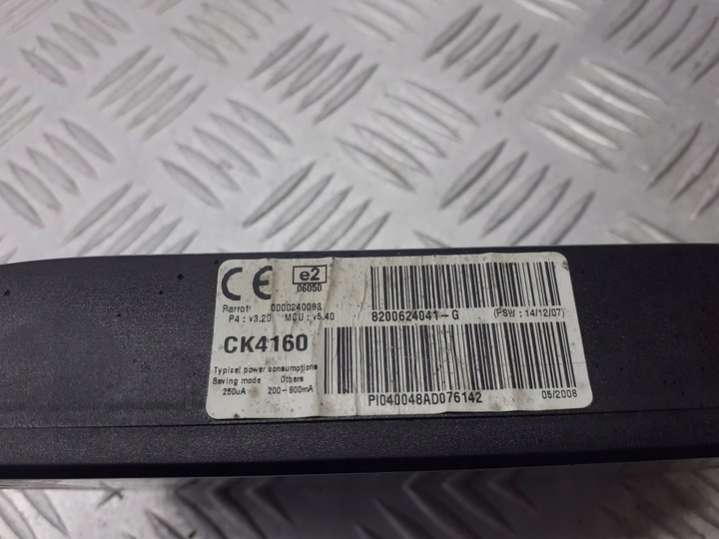 CE e2
06050
8200624041-G (PSW : 14/12/07)
Parrot
P4 : v3.20 MCU : v5.40
CK4160
Typical power consumptions
Saving mode Others
250uA 200-800mA
PI040048AD076142 05/2008